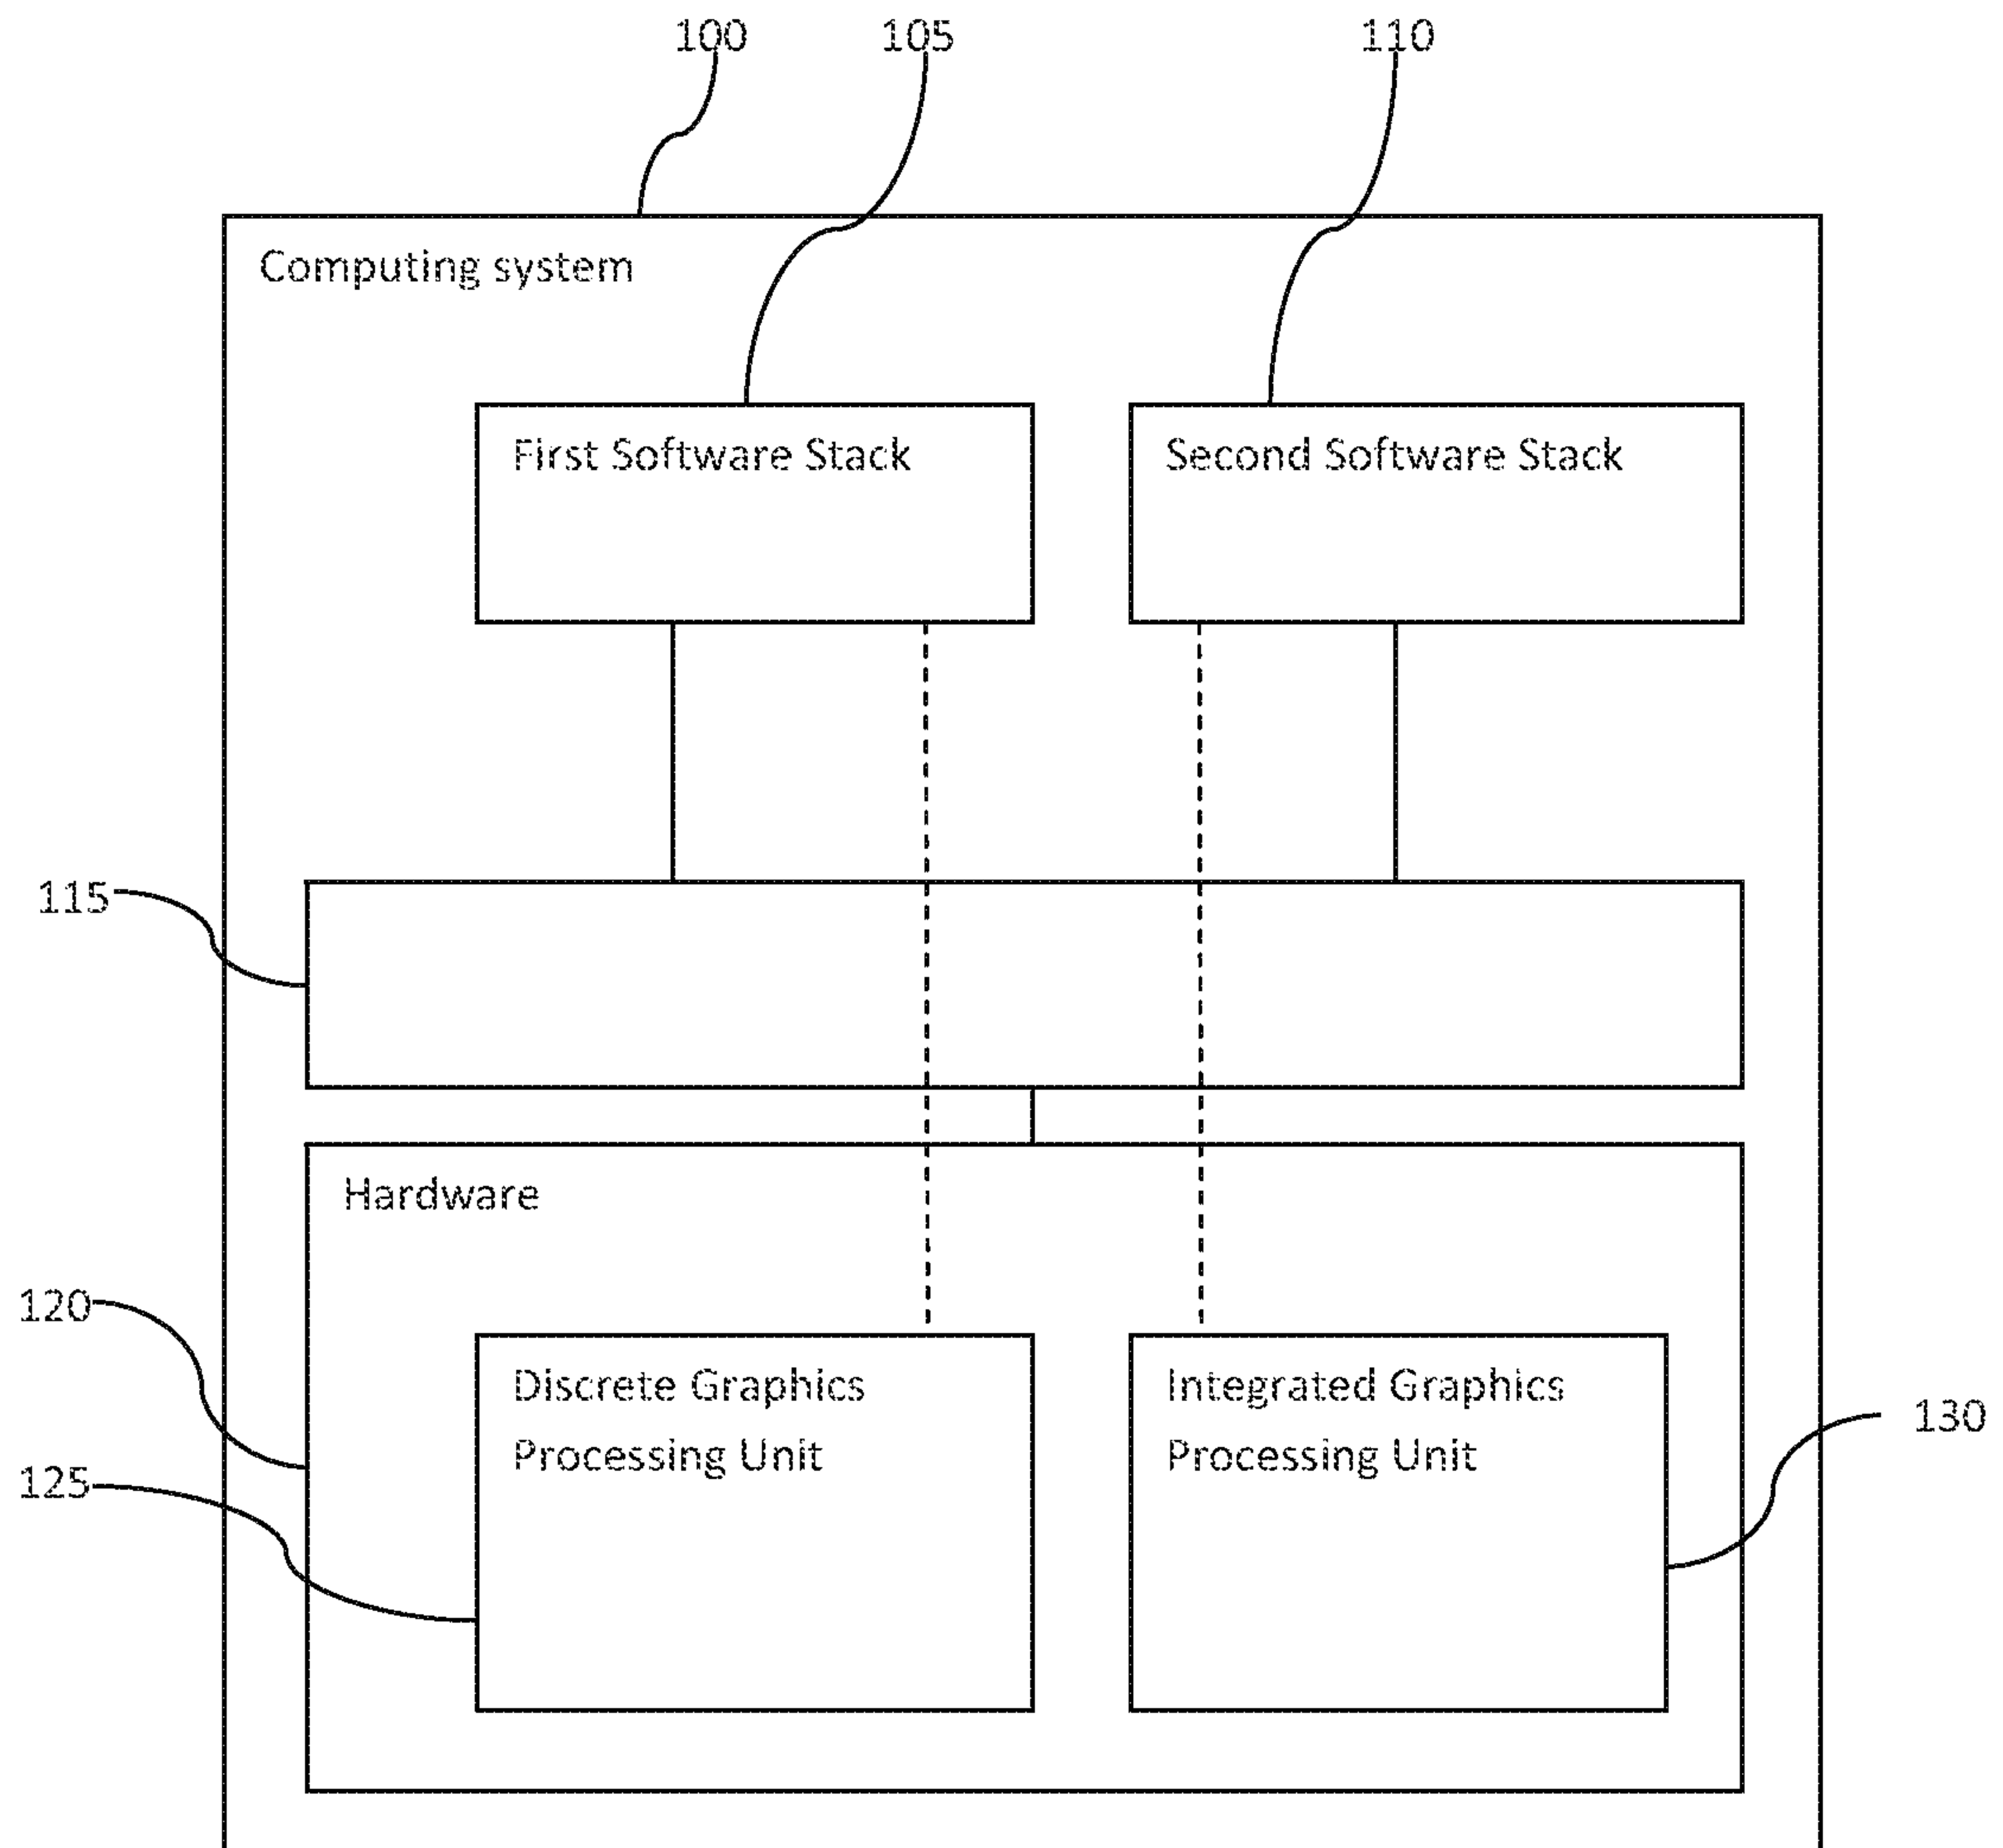 100
105
110
Computing system
First Software Stack
Second Software Stack
115
Hardware
120
Discrete Graphics
Processing Unit
Integrated Graphics
Processing Unit
130
125